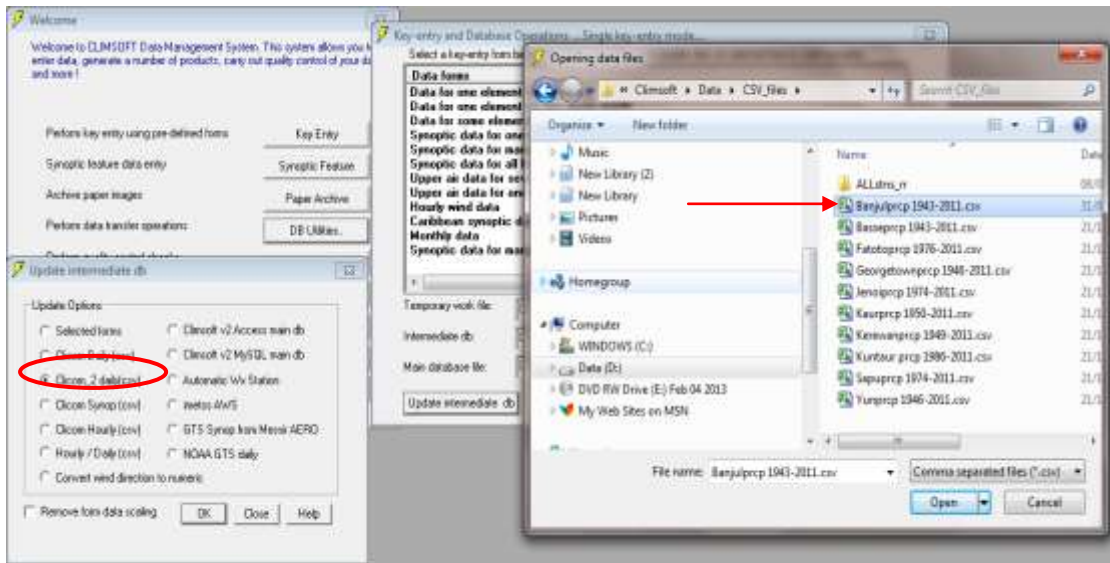 Welcome
Welcome to CLIMSOFT Data Management System. This system allows you
enter data, generate a number of products, carry out quality control of your
and more !
Perform key entry using pre-defined forms
Key Entry
Synoptic feature data entry
Synoptic Feature
Archive paper images
Paper Archive
Perform data transfer operations
DB Utilities..
Update intermediate db
Update Options
Selected forms
Climsoft v2 Access main db
Clicom Daily (csv)
Climsoft v2 MySQL main db
Clicom, 2 daily(csv)
Automatic Wx Station
Clicom Synop (csv)
metos AWS
Clicom Hourly (csv)
GTS Synop from Messir AERO
Hourly / Daily (csv)
NOAA GTS daily
Convert wind direction to numeric
Remove form data scaling
OK
Close
Help
Key-entry and Database Operations ...Single key-entry mode....
Select a key-entry form
Data forms
Data for one element
Data for one element
Data for some
Synoptic data for one
Synoptic data for
Synoptic data for all
Upper air data for
Upper air data for
Hourly wind data
Caribbean synoptic
Monthly data
Synoptic data for
Temporary work file:
Intermediate db:
Main database file:
Update intermediate db
Opening data files
« Climsoft ▸ Data ▸ CSV_files ▸
Search CSV_files
Organize
New folder
Music
New Library (2)
New Library
Pictures
Videos
Homegroup
Computer
WINDOWS (C:)
Data (D:)
DVD RW Drive (E:) Feb 04 2013
My Web Sites on MSN
Name
ALLstns_rr
Banjulprcp 1943-2011.csv
Basseprcp 1943-2011.csv
Fatotoprcp 1976-2011.csv
Georgetownprcp 1946-2011.csv
Jenoiprcp 1974-2011.csv
Kaurprcp 1950-2011.csv
Kerewanprcp 1949-2011.csv
Kuntaur prcp 1986-2011.csv
Sapuprcp 1974-2011.csv
Yunprcp 1946-2011.csv
File name:
Banjulprcp 1943-2011.csv
Comma separated files (*.csv)
Open
Cancel